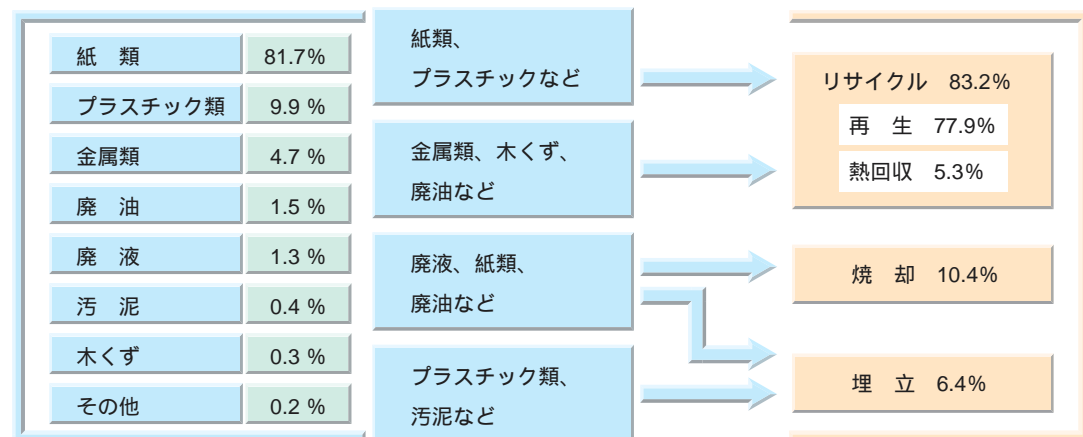 紙　類 81.7%
プラスチック類 9.9 %
金属類 4.7 %
廃　油 1.5 %
廃　液 1.3 %
汚　泥 0.4 %
木くず 0.3 %
その他 0.2 %
紙類、
プラスチックなど
金属類、木くず、
廃油など
廃液、紙類、
廃油など
プラスチック類、
汚泥など
リサイクル　83.2%
再　生　77.9%
熱回収　5.3%
焼　却　10.4%
埋　立　6.4%